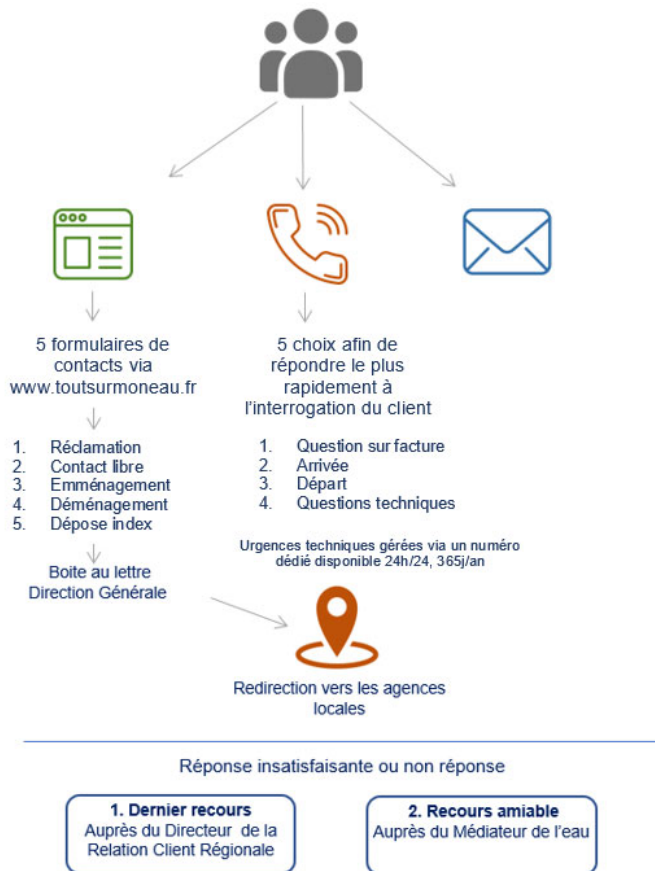 5 formulaires de
contacts via
www.toutsurmoneau.fr
1. Réclamation
2. Contact libre
3. Emménagement
4. Déménagement
5. Dépose index
Boite au lettre
Direction Générale
5 choix afin de
répondre le plus
rapidement à
l'interrogation du client
1. Question sur facture
2. Arrivée
3. Départ
4. Questions techniques
Urgences techniques gérées via un numéro
dédié disponible 24h/24, 365j/an
Redirection vers les agences
locales
Réponse insatisfaisante ou non réponse
1. Dernier recours
Auprès du Directeur de la
Relation Client Régionale
2. Recours amiable
Auprès du Médiateur de l'eau